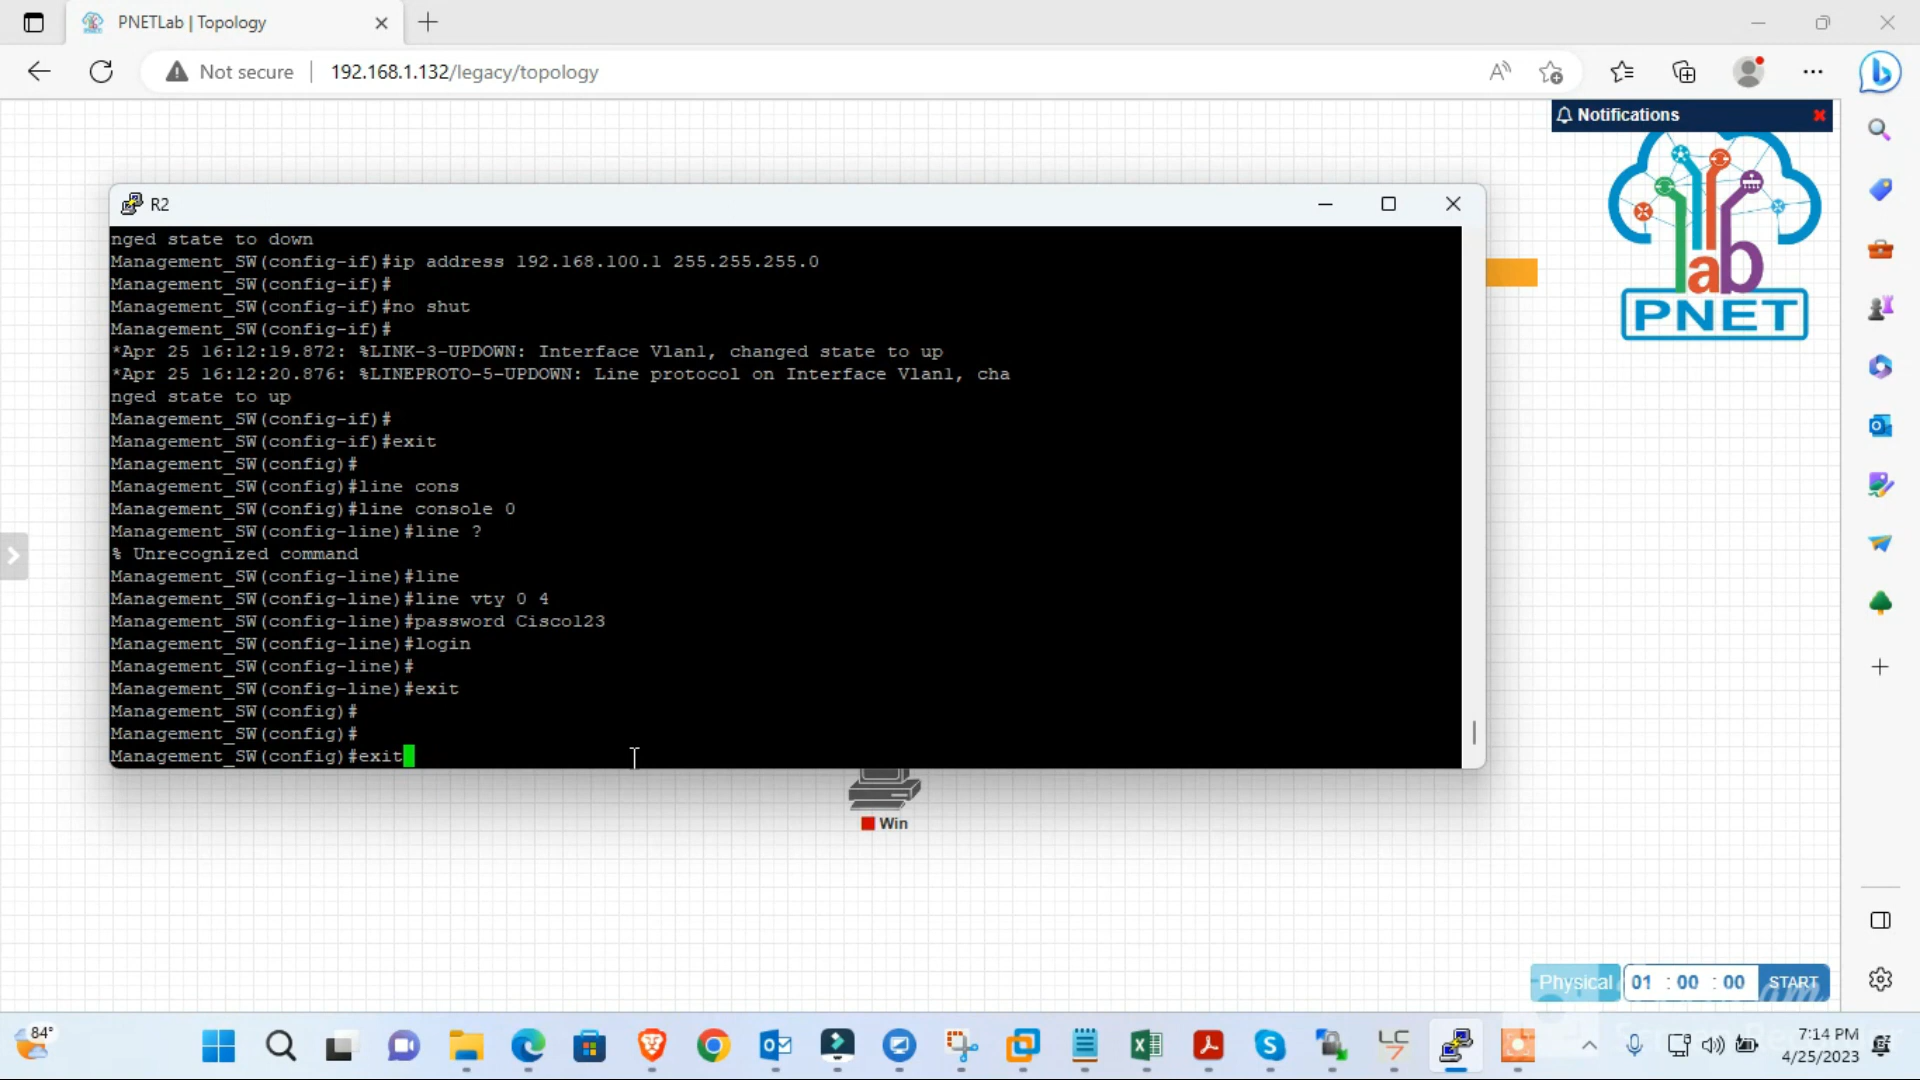 PNETLab | Topology
Not secure
192.168.1.132/legacy/topology
Notifications
lab
PNET
R2
nged state to down
Management_SW(config-if)#ip address 192.168.100.1 255.255.255.0
Management_SW(config-if)#
Management_SW(config-if)#no shut
Management_SW(config-if)#
*Apr 25 16:12:19.872: %LINK-3-UPDOWN: Interface Vlan1, changed state to up
*Apr 25 16:12:20.876: %LINEPROTO-5-UPDOWN: Line protocol on Interface Vlan1, cha
nged state to up
Management_SW(config-if)#
Management_SW(config-if)#exit
Management_SW(config)#
Management_SW(config)#line cons
Management_SW(config)#line console 0
Management_SW(config-line)#line ?
% Unrecognized command
Management_SW(config-line)#line
Management_SW(config-line)#line vty 0 4
Management_SW(config-line)#password Cisco123
Management_SW(config-line)#login
Management_SW(config-line)#
Management_SW(config-line)#exit
Management_SW(config)#
Management_SW(config)#
Management_SW(config)#exit
Win
Physical 01 : 00 : 00 START
84°
7:14 PM
4/25/2023